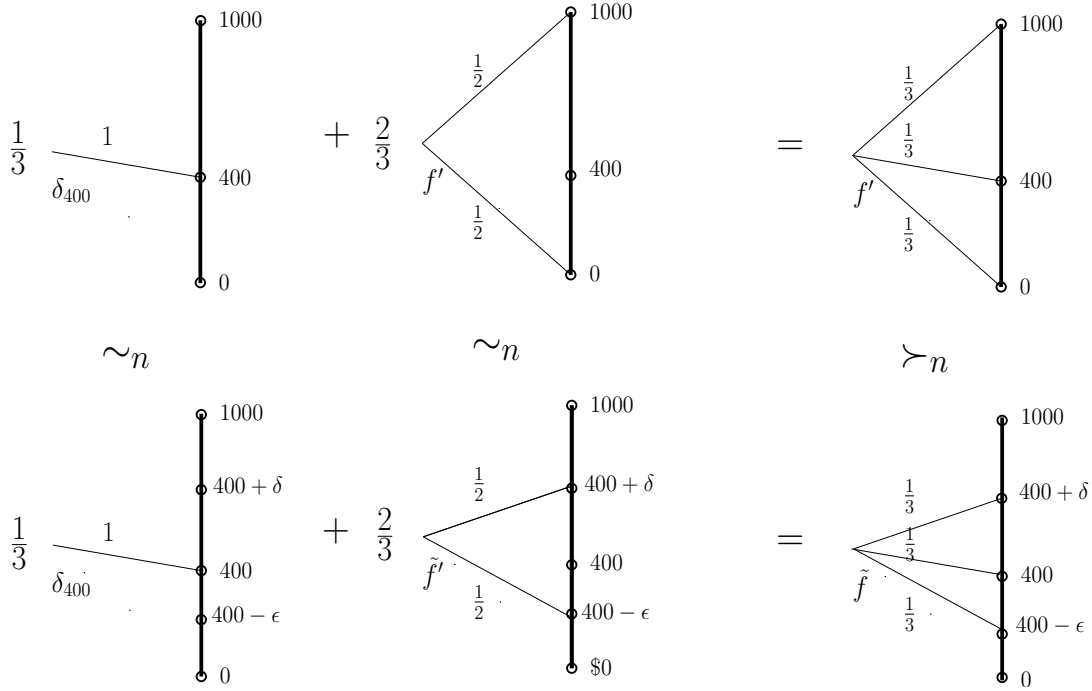 1000
1/3 1 δ₄₀₀ 400
0
+ 2/3 1/2 1/2 f′ 1000 400 0
= 1/3 1/3 1/3 f′ 1000 400 0
∼ₙ ∼ₙ ≻ₙ
1000
400 + δ
1/3 1 δ₄₀₀ 400
400 − ϵ
0
+ 2/3 1/2 1/2 f̃′ 1000 400 + δ 400 400 − ϵ $0
= 1/3 1/3 1/3 f̃ 1000 400 + δ 400 400 − ϵ 0